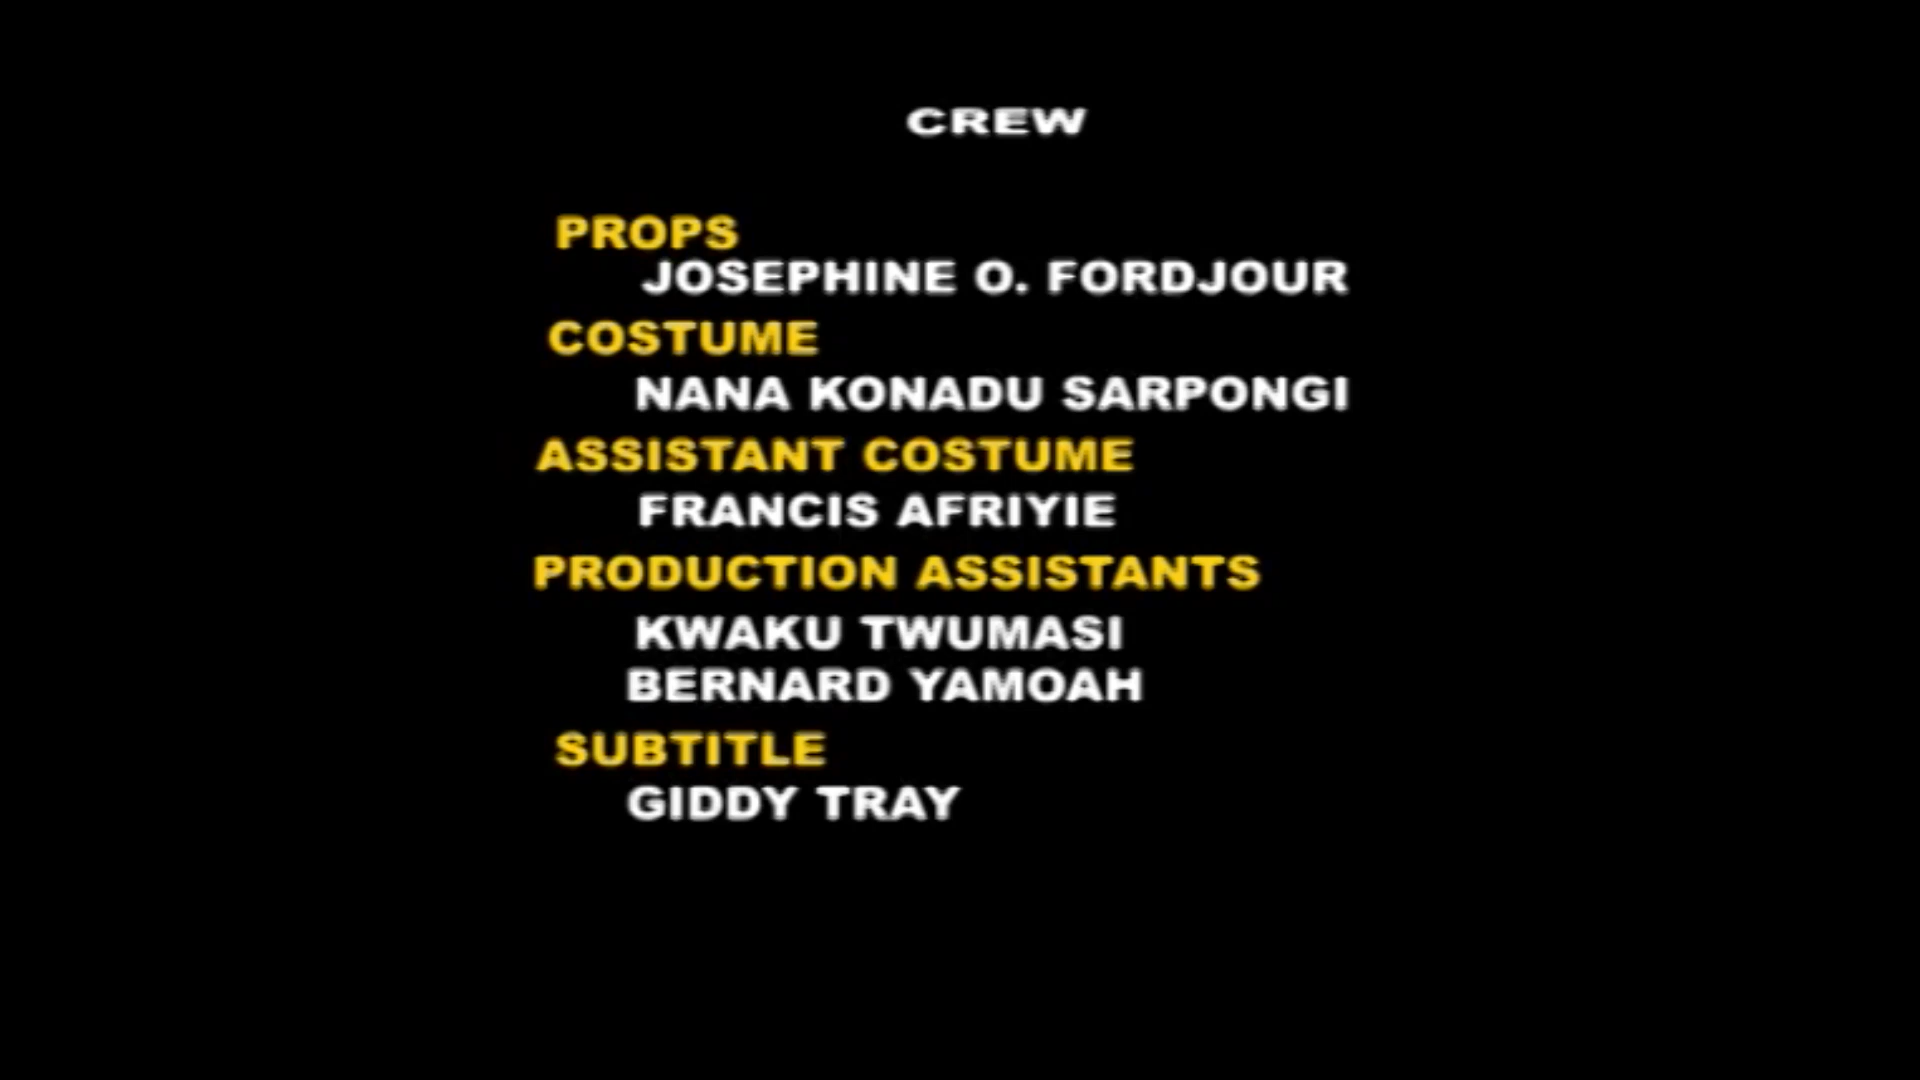 CREW
PROPS
JOSEPHINE O. FORDJOUR
COSTUME
NANA KONADU SARPONGI
ASSISTANT COSTUME
FRANCIS AFRIYIE
PRODUCTION ASSISTANTS
KWAKU TWUMASI
BERNARD YAMOAH
SUBTITLE
GIDDY TRAY